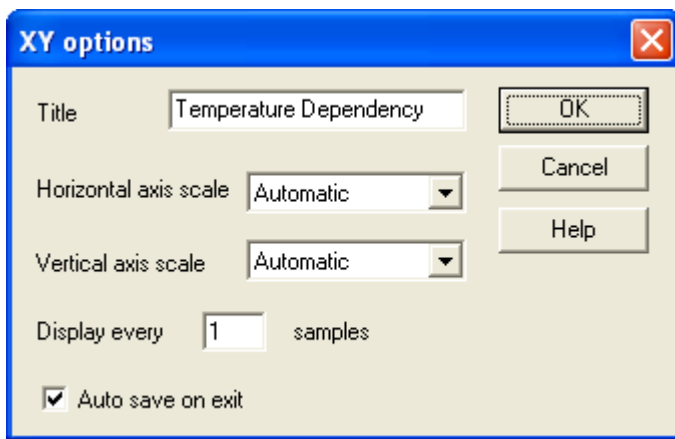 XY options
Title Temperature Dependency OK
Cancel
Horizontal axis scale Automatic
Help
Vertical axis scale Automatic
Display every 1 samples
Auto save on exit